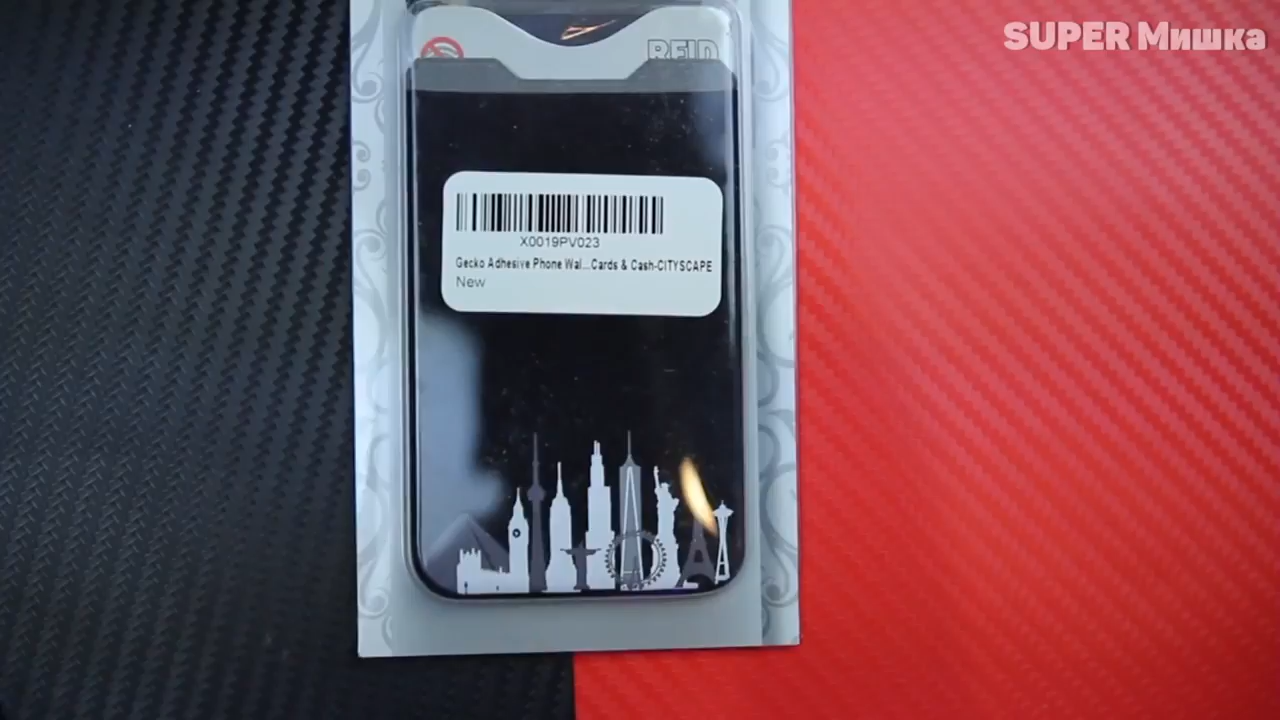 SUPER Мишка
RFID
X0019PV023
Gecko Adhesive Phone Wal...Cards & Cash-CITYSCAPE
New